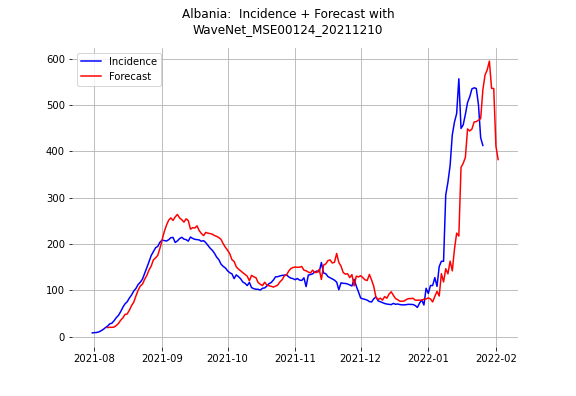 Albania:  Incidence + Forecast with
WaveNet_MSE00124_20211210
Incidence
Forecast
600
500
400
300
200
100
0
2021-08 2021-09 2021-10 2021-11 2021-12 2022-01 2022-02